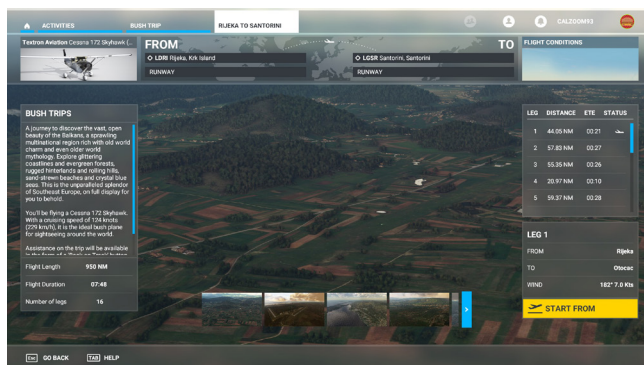 ACTIVITIES
BUSH TRIP
RIJEKA TO SANTORINI
CALZOOM93
Textron Aviation Cessna 172 Skyhawk (...
FROM
TO
LDRI Rijeka, Krk Island
LGSR Santorini, Santorini
RUNWAY
RUNWAY
FLIGHT CONDITIONS
BUSH TRIPS
A journey to discover the vast, open
beauty of the Balkans, a sprawling
multinational region rich with old world
charm and even older world
mythology. Explore glittering
coastlines and evergreen forests,
rugged hinterlands and rolling hills,
sand-strewn beaches and crystal blue
seas. This is the unparalleled splendor
of Southeast Europe, on full display for
you to behold.
You'll be flying a Cessna 172 Skyhawk.
With a cruising speed of 124 knots
(229 km/h), it is the ideal bush plane
for sightseeing around the world.
Assistance on the trip will be available
in the form of a 'Back on Track' button
Flight Length 950 NM
Flight Duration 07:48
Number of legs 16
LEG DISTANCE ETE STATUS
1 44.05 NM 00:21
2 57.83 NM 00:27
3 55.35 NM 00:26
4 20.97 NM 00:10
5 59.37 NM 00:28
LEG 1
FROM Rijeka
TO Otocac
WIND 182° 7.0 Kts
START FROM
Esc GO BACK TAB HELP